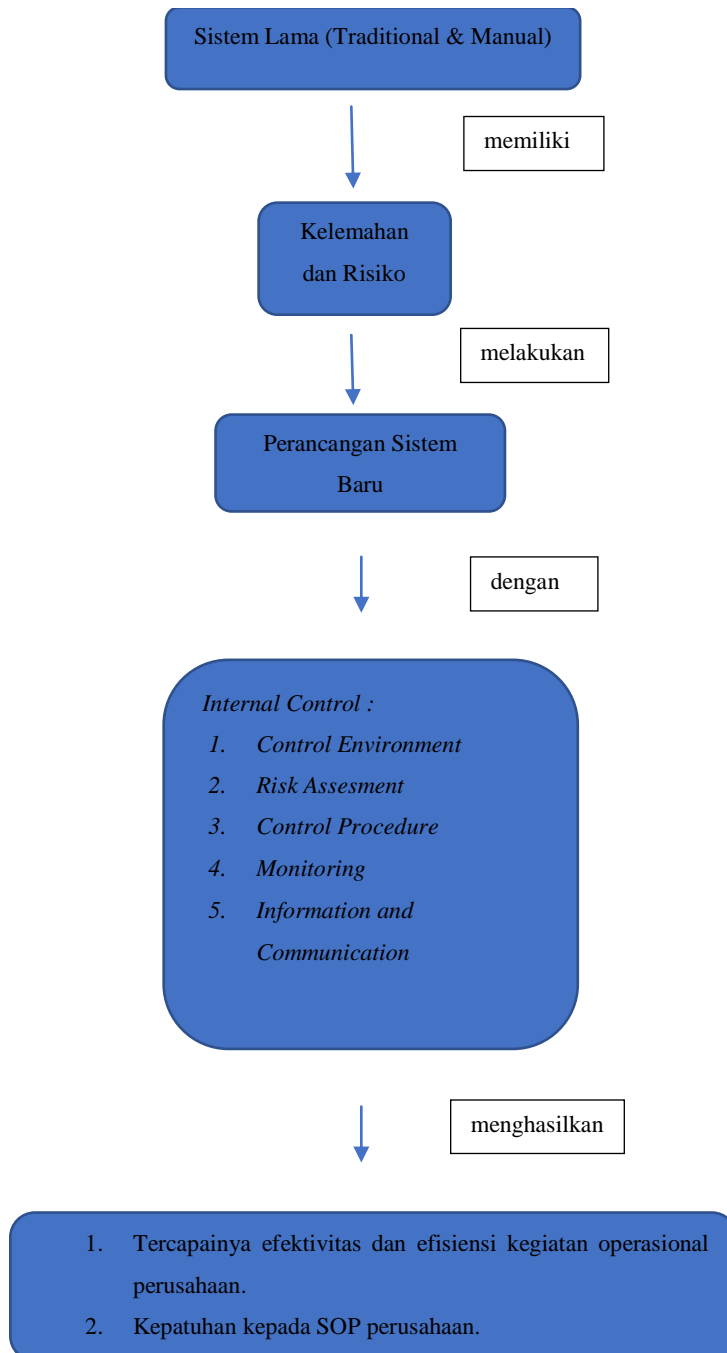 Sistem Lama (Traditional & Manual)
memiliki
Kelemahan
dan Risiko
melakukan
Perancangan Sistem
Baru
dengan
Internal Control :
1. Control Environment
2. Risk Assesment
3. Control Procedure
4. Monitoring
5. Information and
Communication
menghasilkan
1. Tercapainya efektivitas dan efisiensi kegiatan operasional
perusahaan.
2. Kepatuhan kepada SOP perusahaan.